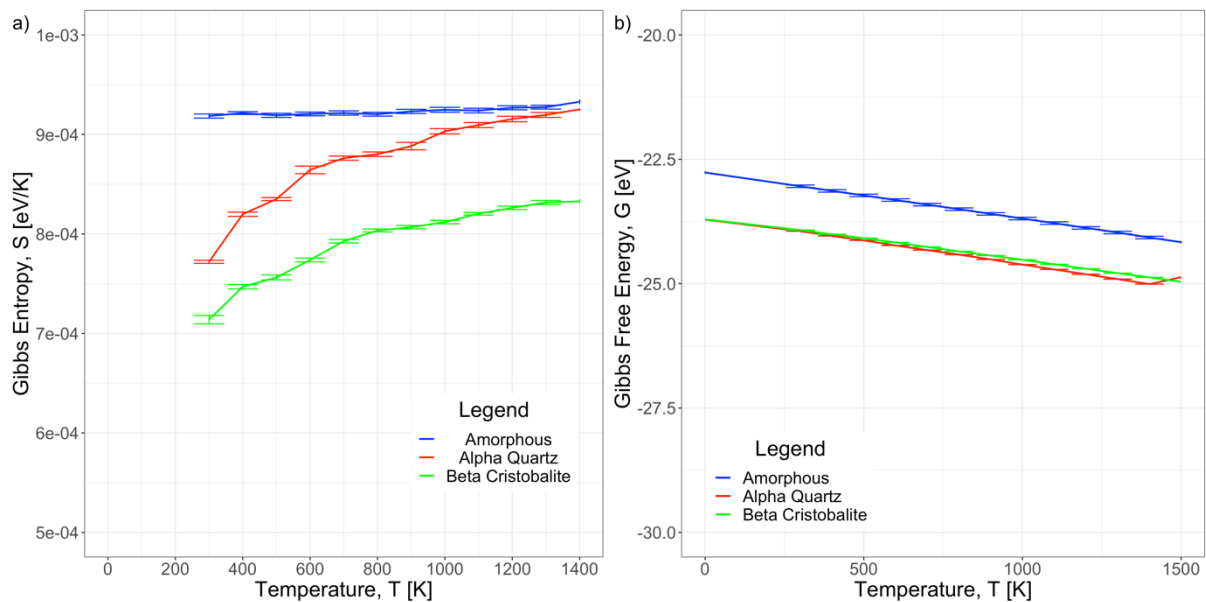 a)
Gibbs Entropy, S [eV/K]
1e-03
9e-04
8e-04
7e-04
6e-04
5e-04
0 200 400 600 800 1000 1200 1400
Temperature, T [K]
Legend
Amorphous
Alpha Quartz
Beta Cristobalite
b)
Gibbs Free Energy, G [eV]
-20.0
-22.5
-25.0
-27.5
-30.0
0 500 1000 1500
Temperature, T [K]
Legend
Amorphous
Alpha Quartz
Beta Cristobalite